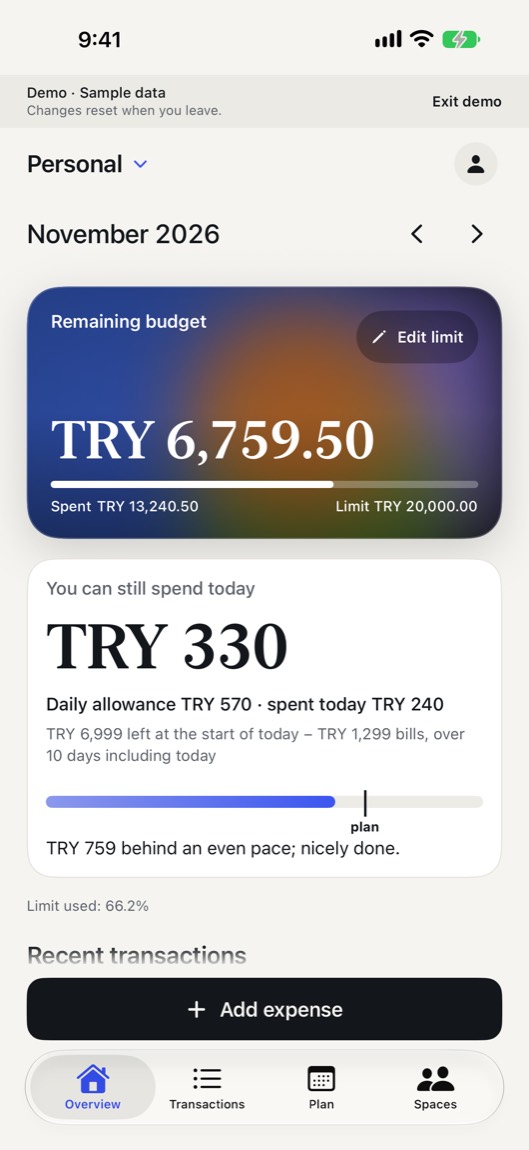 9:41
Demo · Sample data
Changes reset when you leave.
Exit demo
Personal
November 2026
Remaining budget
Edit limit
TRY 6,759.50
Spent TRY 13,240.50
Limit TRY 20,000.00
You can still spend today
TRY 330
Daily allowance TRY 570 · spent today TRY 240
TRY 6,999 left at the start of today – TRY 1,299 bills, over
10 days including today
plan
TRY 759 behind an even pace; nicely done.
Limit used: 66.2%
Recent transactions
+ Add expense
Overview
Transactions
Plan
Spaces